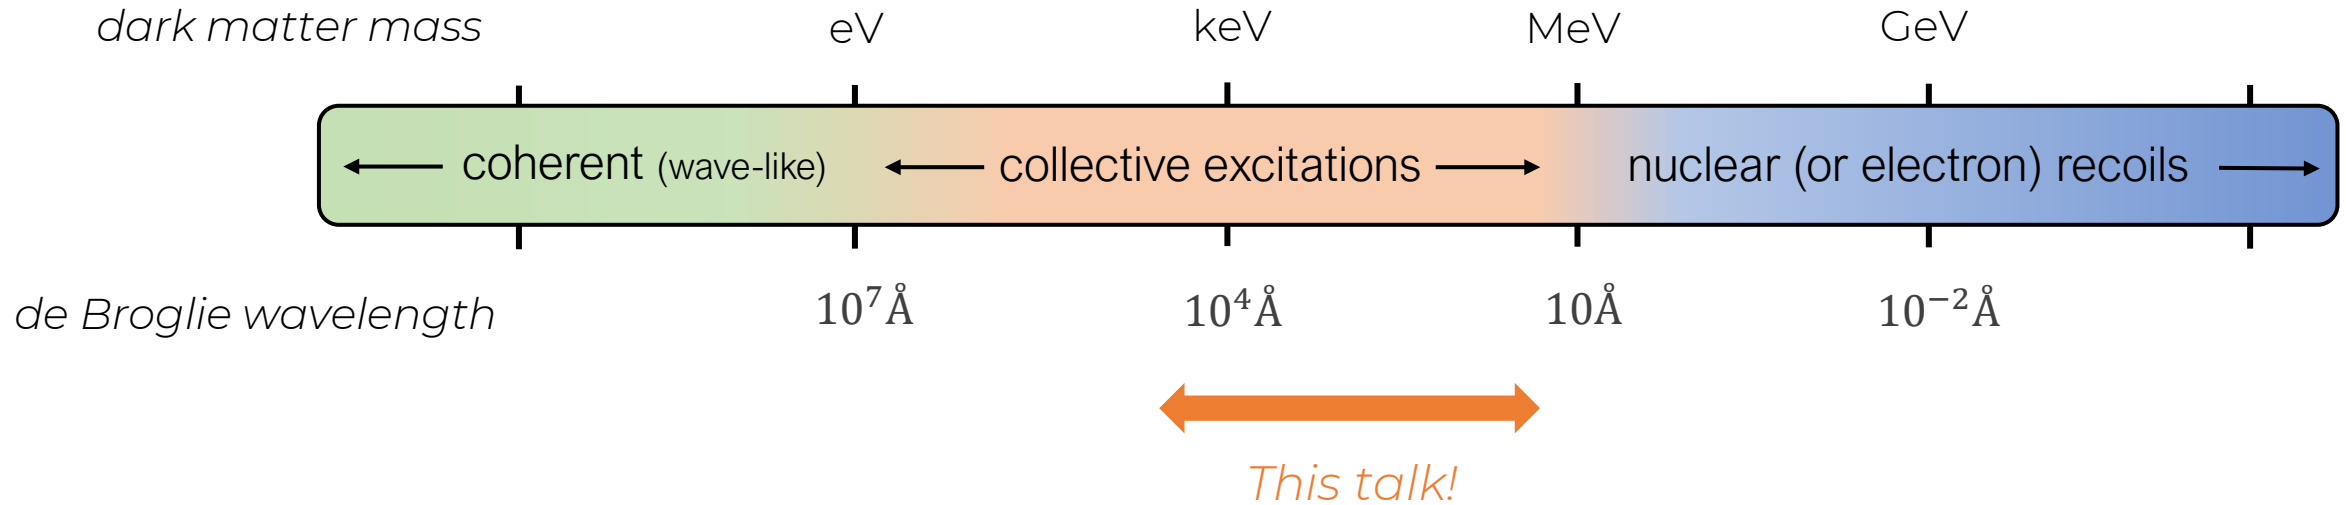 dark matter mass eV keV MeV GeV
coherent (wave-like) collective excitations nuclear (or electron) recoils
de Broglie wavelength 10⁷Å 10⁴Å 10Å 10⁻²Å
This talk!